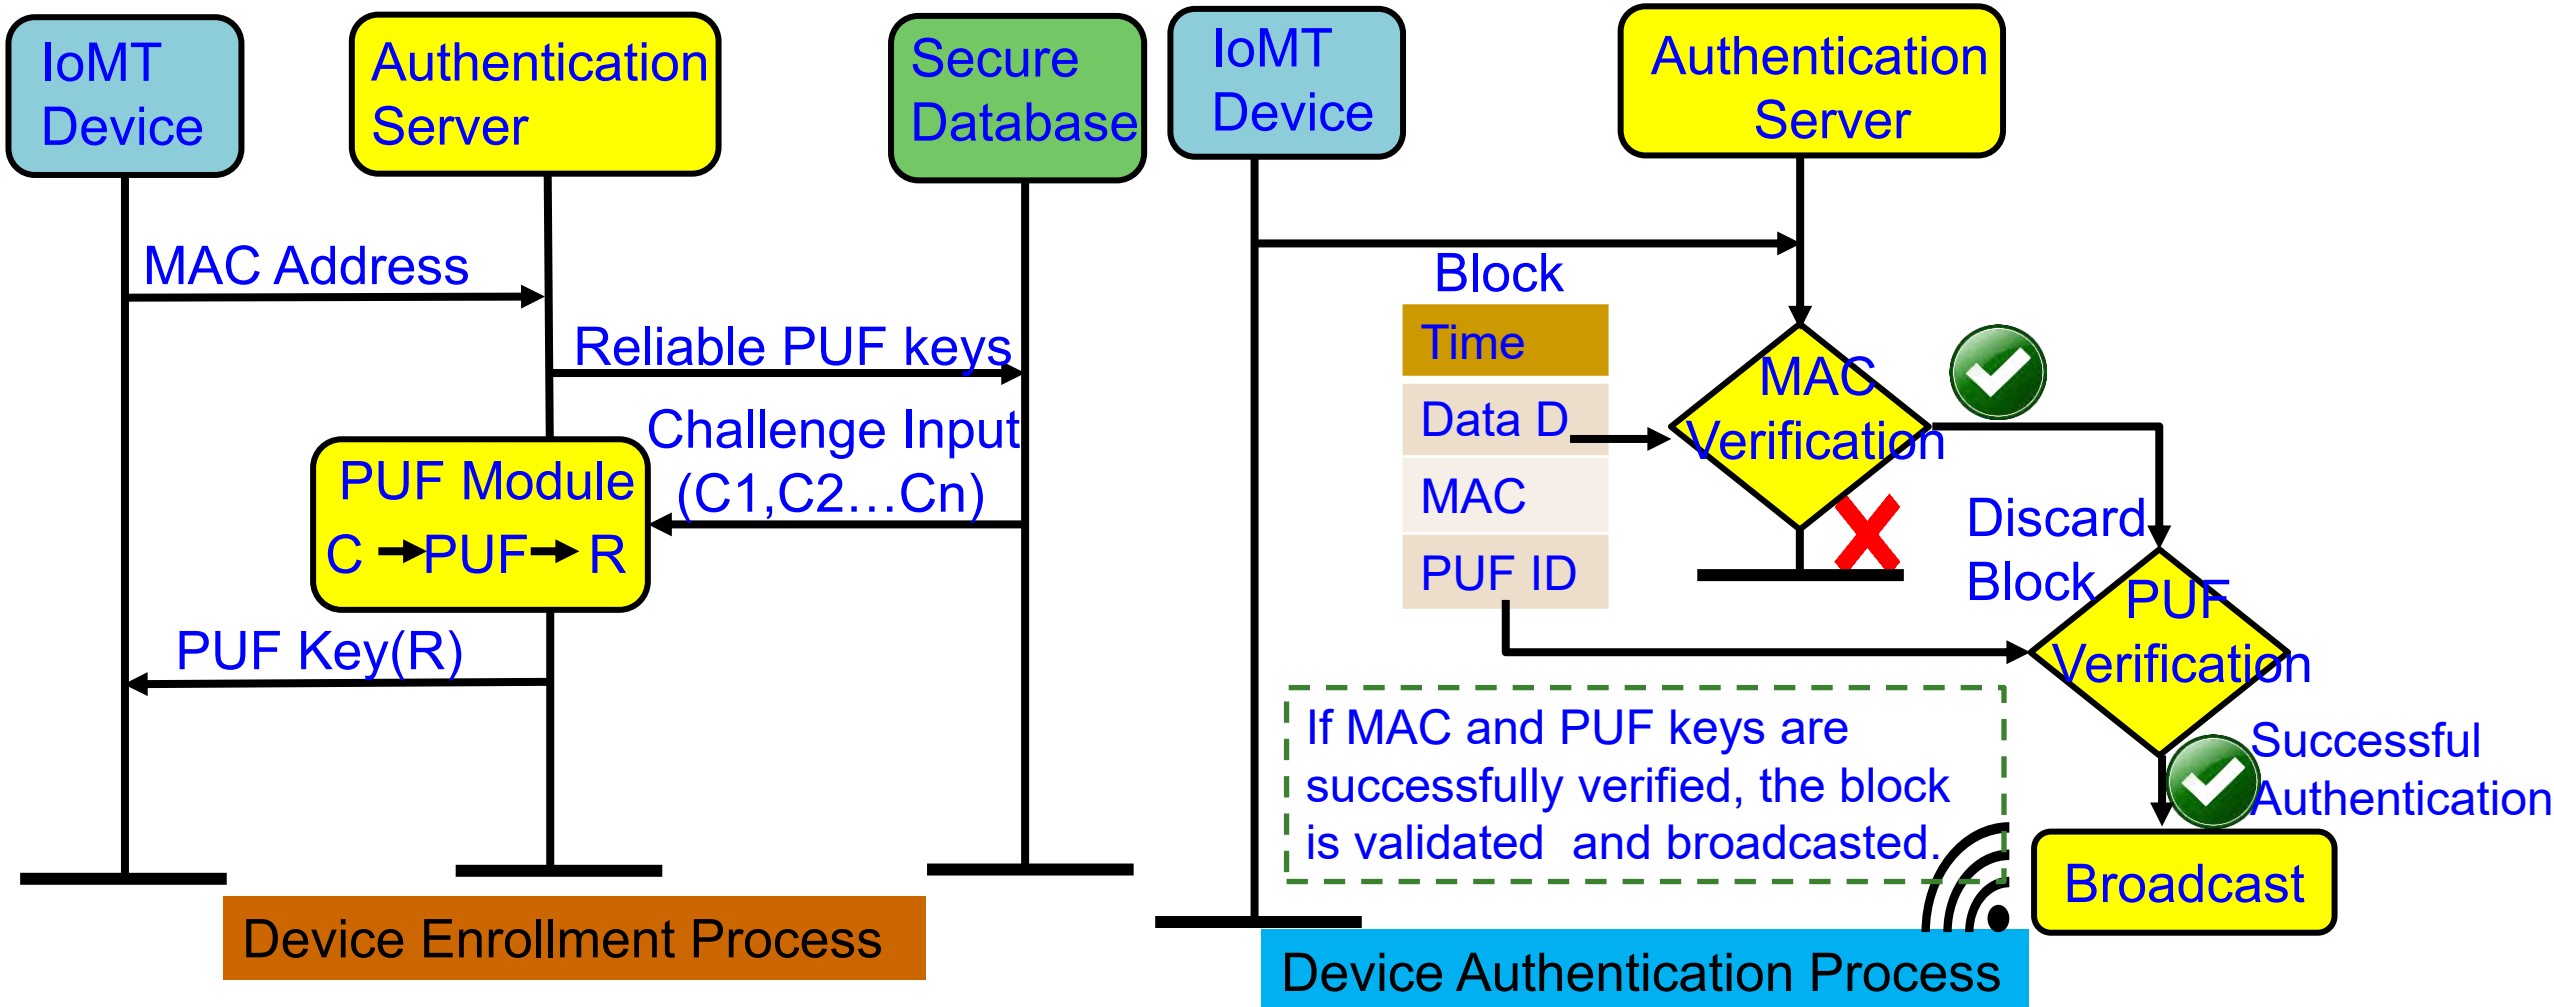 IoMT
Device
Authentication
Server
Secure
Database
MAC Address
Reliable PUF keys
Challenge Input
(C1,C2...Cn)
PUF Module
C PUF R
PUF Key(R)
Device Enrollment Process
IoMT
Device
Authentication
Server
Block
Time
Data D
MAC
PUF ID
MAC
Verification
Discard
Block
PUF
Verification
If MAC and PUF keys are
successfully verified, the block
is validated and broadcasted.
Successful
Authentication
Broadcast
Device Authentication Process